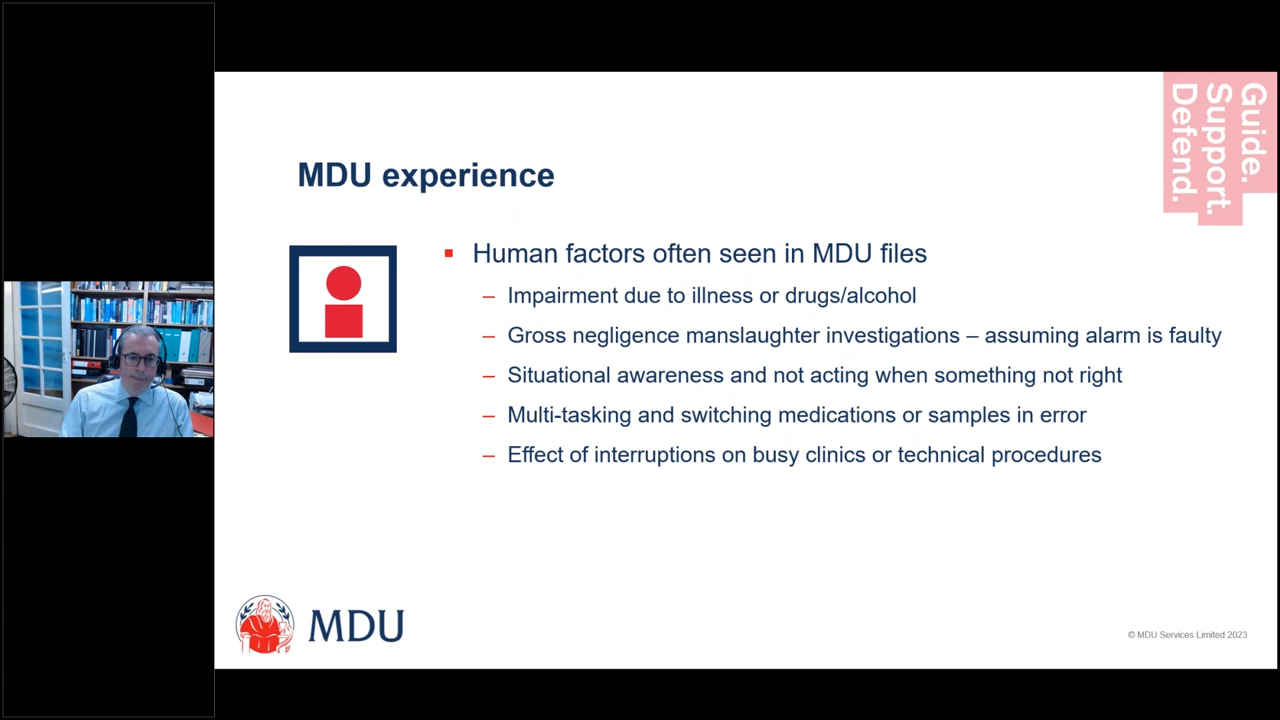 Guide.
Support.
Defend.
MDU experience
Human factors often seen in MDU files
– Impairment due to illness or drugs/alcohol
– Gross negligence manslaughter investigations – assuming alarm is faulty
– Situational awareness and not acting when something not right
– Multi-tasking and switching medications or samples in error
– Effect of interruptions on busy clinics or technical procedures
MDU
© MDU Services Limited 2023